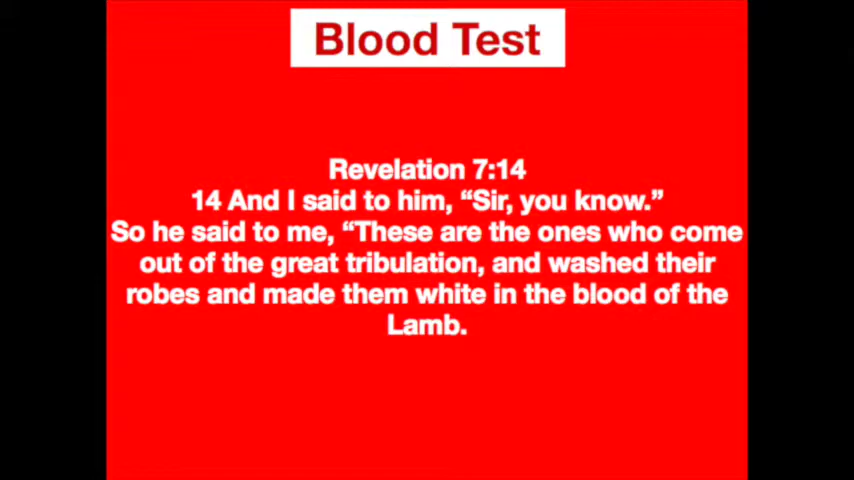 Blood Test
Revelation 7:14
14 And I said to him, “Sir, you know.”
So he said to me, “These are the ones who come
out of the great tribulation, and washed their
robes and made them white in the blood of the
Lamb.